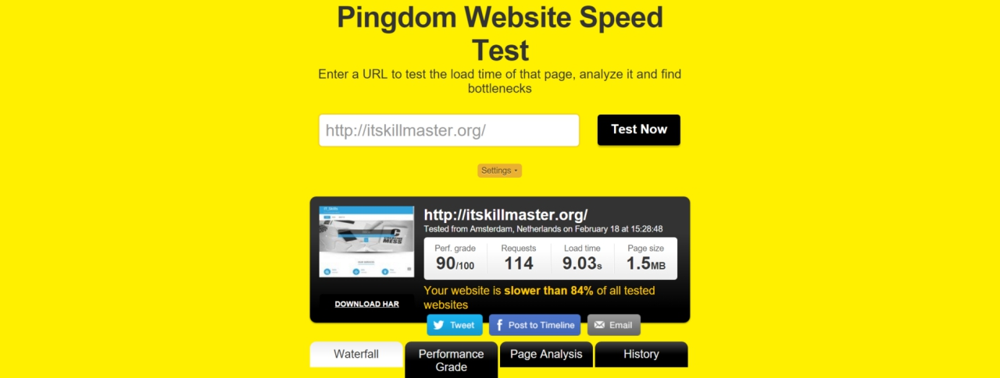 Pingdom Website Speed
Test
Enter a URL to test the load time of that page, analyze it and find
bottlenecks
http://itskillmaster.org/
Test Now
Settings
http://itskillmaster.org/
Tested from Amsterdam, Netherlands on February 18 at 15:28:48
Perf. grade Requests Load time Page size
90/100 114 9.03s 1.5MB
Your website is slower than 84% of all tested
websites
DOWNLOAD HAR
Tweet Post to Timeline Email
Waterfall Performance Page Analysis History
Grade